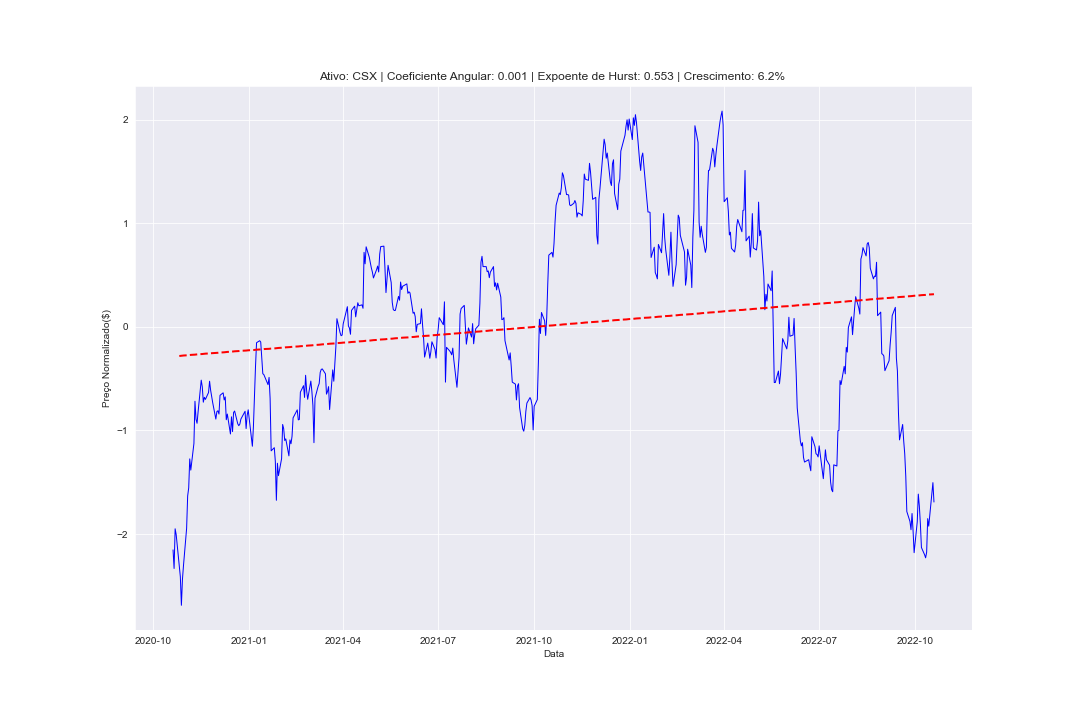 Ativo: CSX | Coeficiente Angular: 0.001 | Expoente de Hurst: 0.553 | Crescimento: 6.2%
Preço Normalizado($)
2
1
0
−1
−2
2020-10 2021-01 2021-04 2021-07 2021-10 2022-01 2022-04 2022-07 2022-10
Data